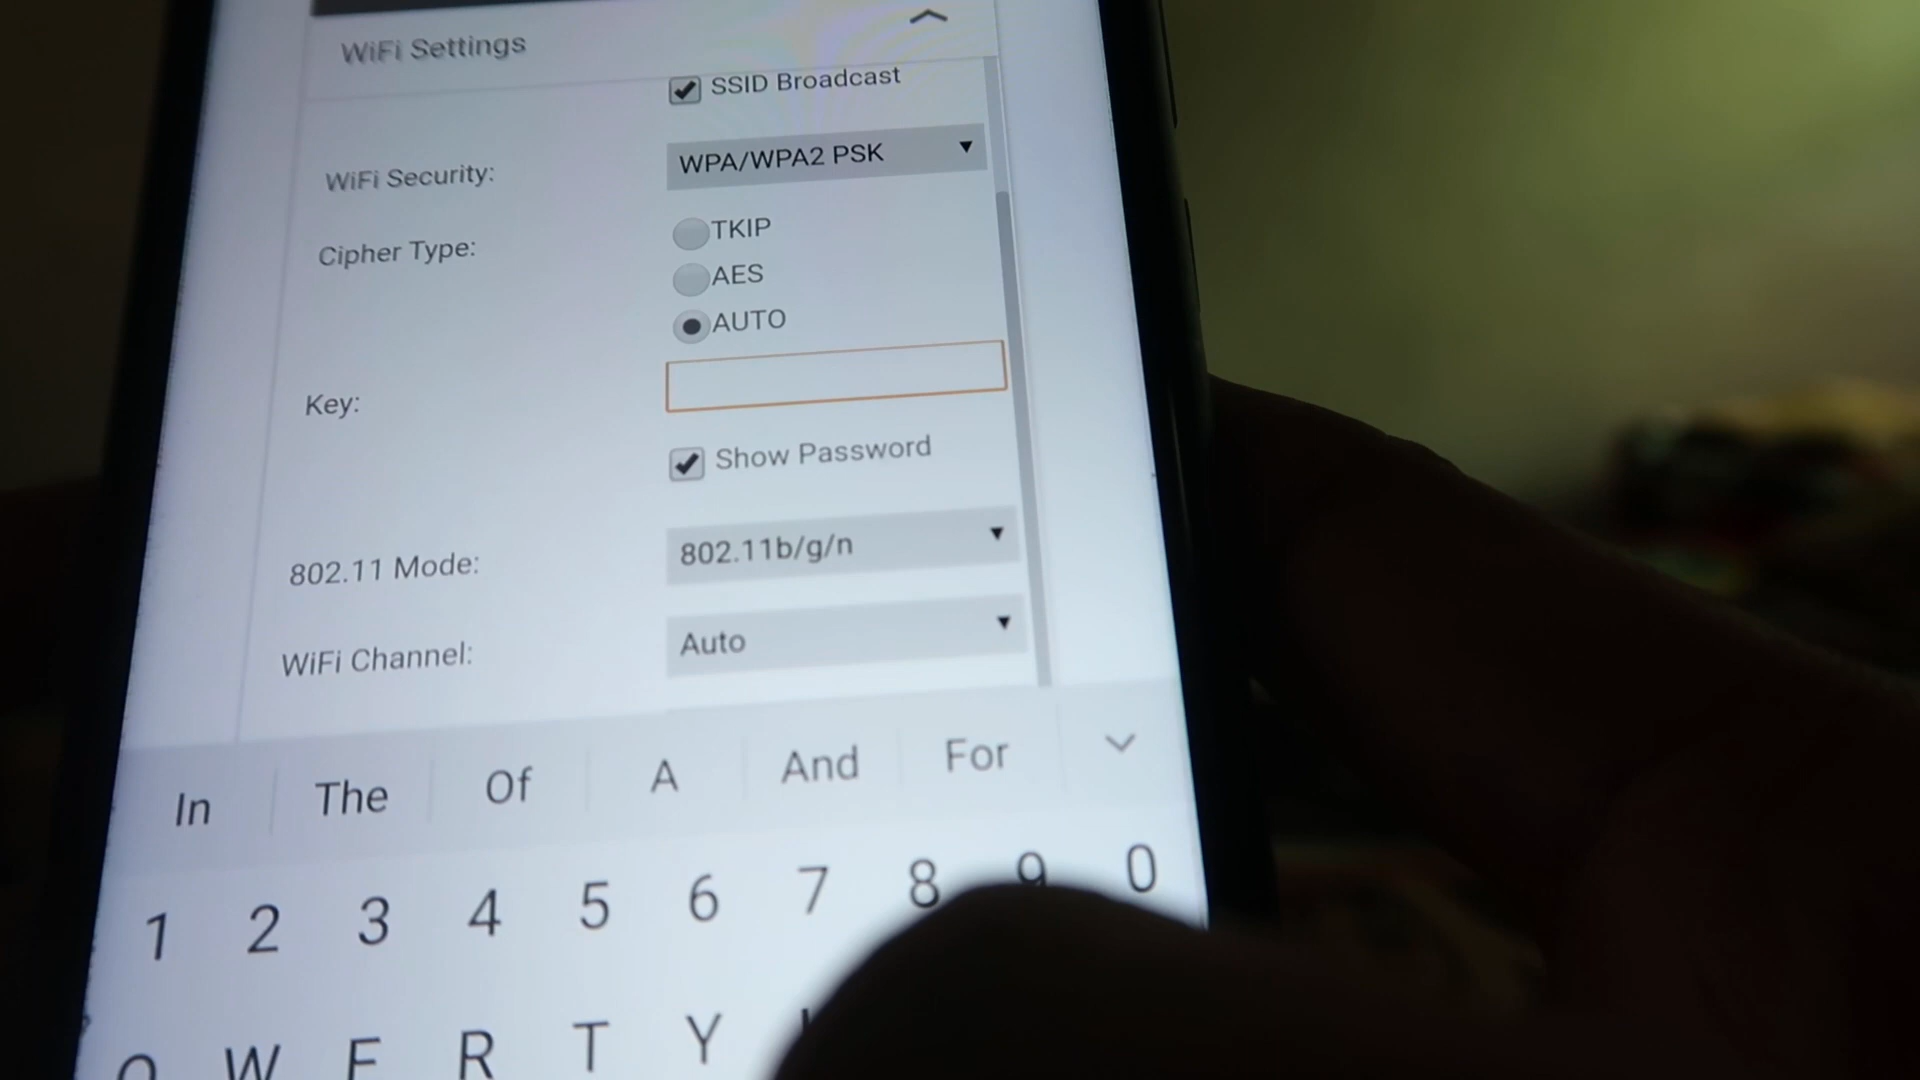 WiFi Settings
SSID Broadcast
WiFi Security: WPA/WPA2 PSK
Cipher Type: TKIP
AES
AUTO
Key:
Show Password
802.11 Mode: 802.11b/g/n
WiFi Channel: Auto
In The Of A And For
1 2 3 4 5 6 7 8 9 0
Q W E R T Y